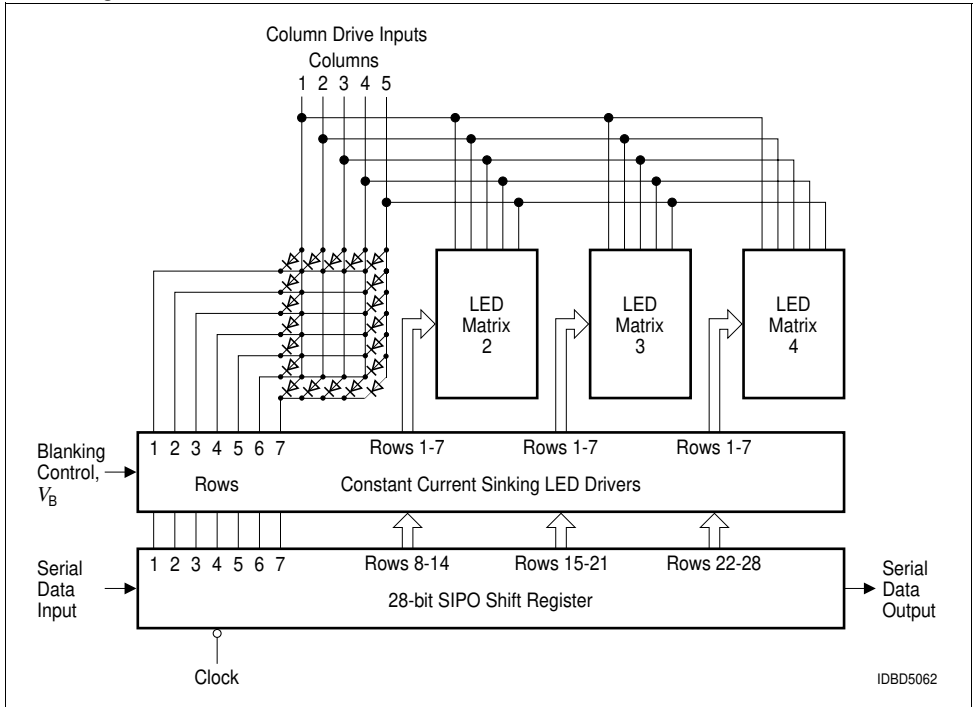 Column Drive Inputs
Columns
1 2 3 4 5
LED
Matrix
2
LED
Matrix
3
LED
Matrix
4
Blanking
Control,
VB
1 2 3 4 5 6 7 Rows 1-7 Rows 1-7 Rows 1-7
Rows Constant Current Sinking LED Drivers
Serial
Data
Input
1 2 3 4 5 6 7 Rows 8-14 Rows 15-21 Rows 22-28
28-bit SIPO Shift Register
Serial
Data
Output
Clock
IDBD5062